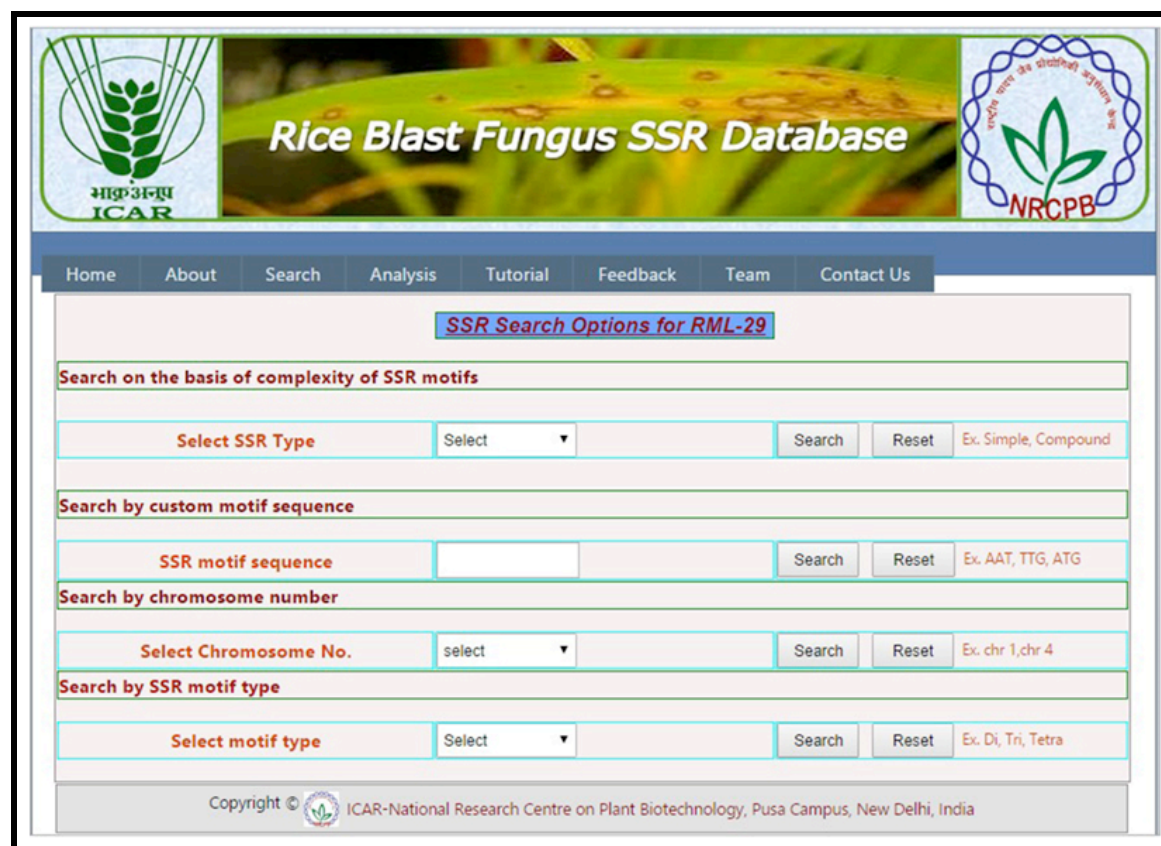 भाकृअनुप
ICAR
Rice Blast Fungus SSR Database
राष्ट्रीय पादप जैव प्रौद्योगिकी अनुसंधान केन्द्र
NRCPB
Home About Search Analysis Tutorial Feedback Team Contact Us
SSR Search Options for RML-29
Search on the basis of complexity of SSR motifs
Select SSR Type Select Search Reset Ex. Simple, Compound
Search by custom motif sequence
SSR motif sequence Search Reset Ex. AAT, TTG, ATG
Search by chromosome number
Select Chromosome No. select Search Reset Ex. chr 1,chr 4
Search by SSR motif type
Select motif type Select Search Reset Ex. Di, Tri, Tetra
Copyright © ICAR-National Research Centre on Plant Biotechnology, Pusa Campus, New Delhi, India